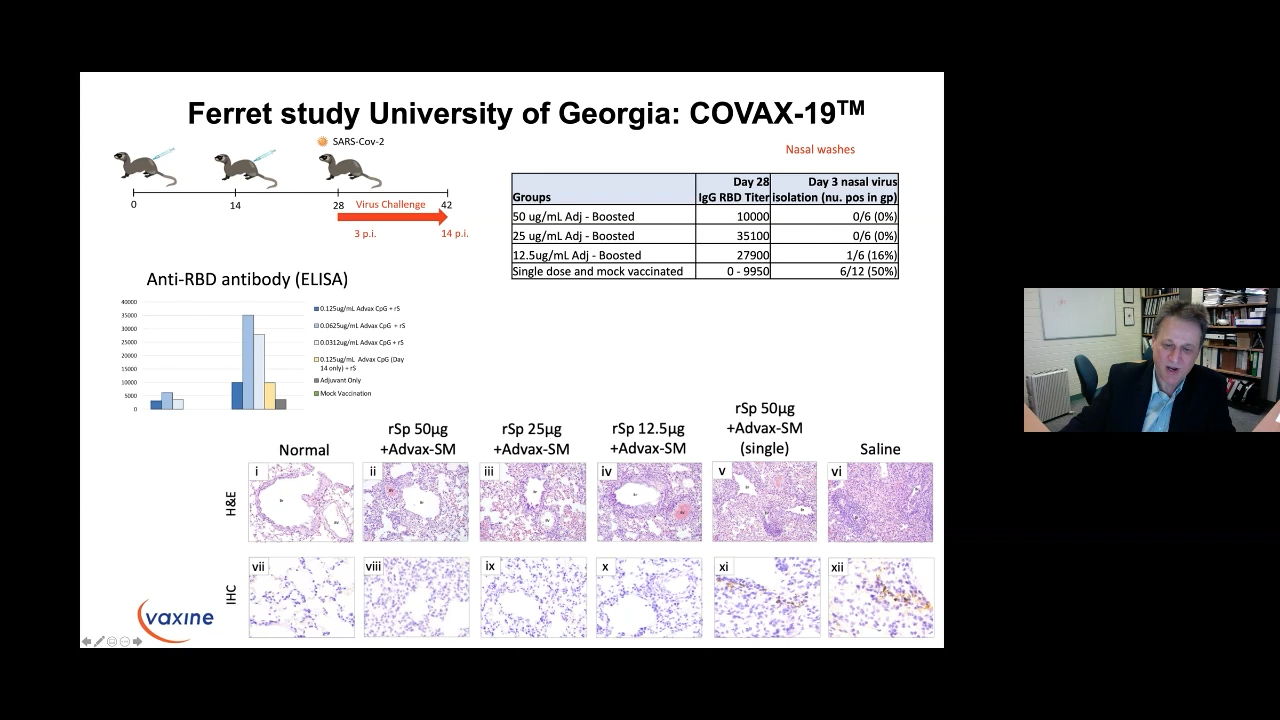 Ferret study University of Georgia: COVAX-19™
SARS-Cov-2
0
14
28
Virus Challenge
42
3 p.i.
14 p.i.
Nasal washes
Groups
Day 28
IgG RBD Titer
Day 3 nasal virus
isolation (nu. pos in gp)
50 ug/mL Adj - Boosted 10000 0/6 (0%)
25 ug/mL Adj - Boosted 35100 0/6 (0%)
12.5ug/mL Adj - Boosted 27900 1/6 (16%)
Single dose and mock vaccinated 0 - 9950 6/12 (50%)
Anti-RBD antibody (ELISA)
40000
35000
30000
25000
20000
15000
10000
5000
0
0.125ug/mL Advax CpG + rS
0.0625ug/mL Advax CpG + rS
0.0312ug/mL Advax CpG + rS
0.125ug/mL Advax CpG (Day
14 only) + rS
Adjuvant Only
Mock Vaccination
Normal
rSp 50µg
+Advax-SM
rSp 25µg
+Advax-SM
rSp 12.5µg
+Advax-SM
rSp 50µg
+Advax-SM
(single)
Saline
H&E
i
ii
iii
iv
v
vi
IHC
vii
viii
ix
x
xi
xii
vaxine